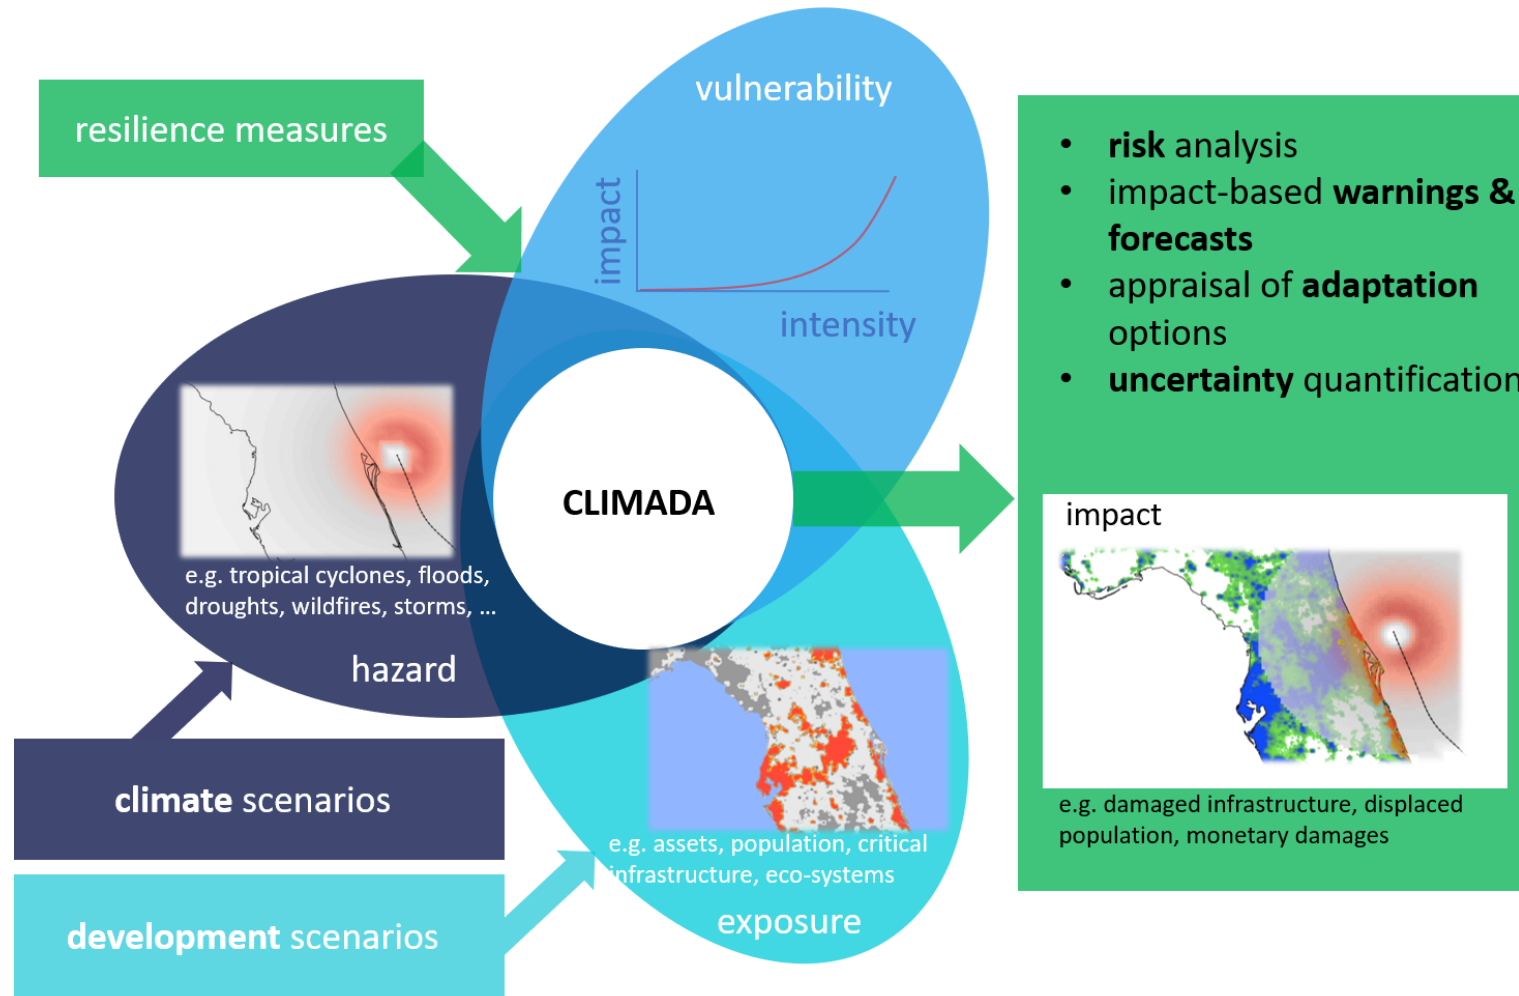 vulnerability
resilience measures
impact
intensity
• risk analysis
• impact-based warnings &
forecasts
• appraisal of adaptation
options
• uncertainty quantification
CLIMADA
e.g. tropical cyclones, floods,
droughts, wildfires, storms, ...
hazard
climate scenarios
development scenarios
e.g. assets, population, critical
infrastructure, eco-systems
exposure
impact
e.g. damaged infrastructure, displaced
population, monetary damages